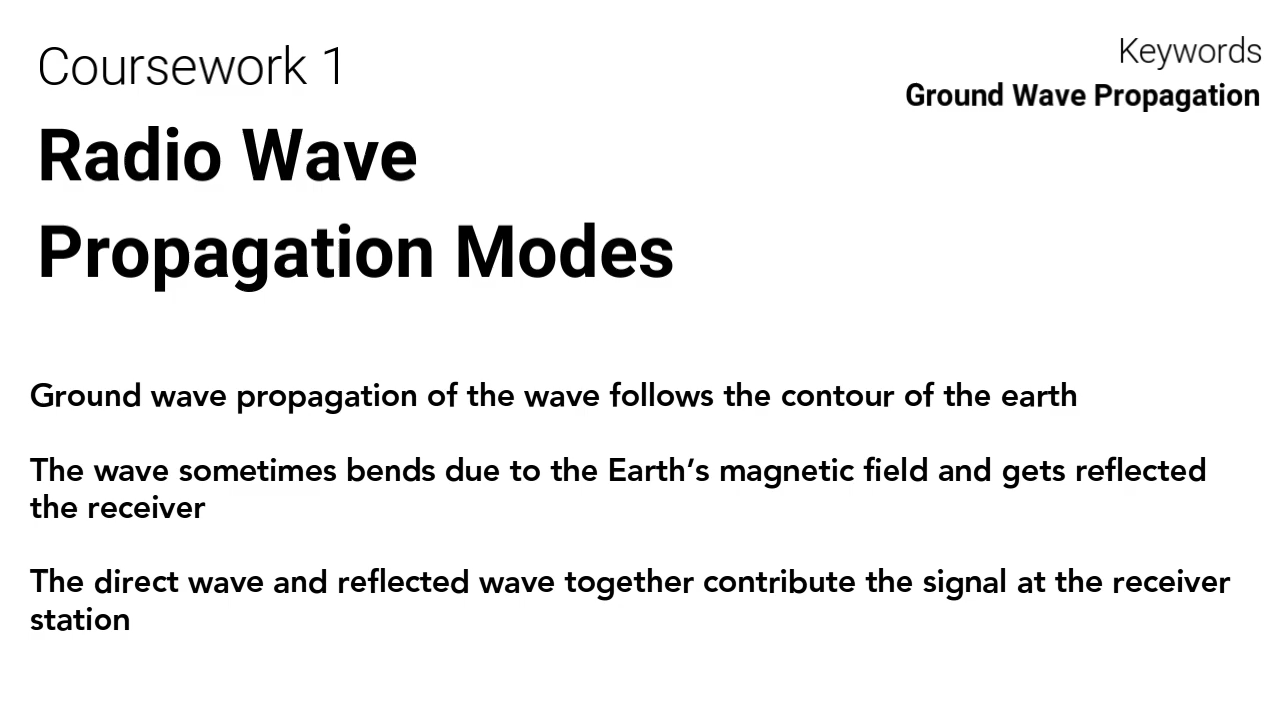 Coursework 1
Radio Wave
Propagation Modes
Keywords
Ground Wave Propagation
Ground wave propagation of the wave follows the contour of the earth
The wave sometimes bends due to the Earth’s magnetic field and gets reflected
the receiver
The direct wave and reflected wave together contribute the signal at the receiver
station